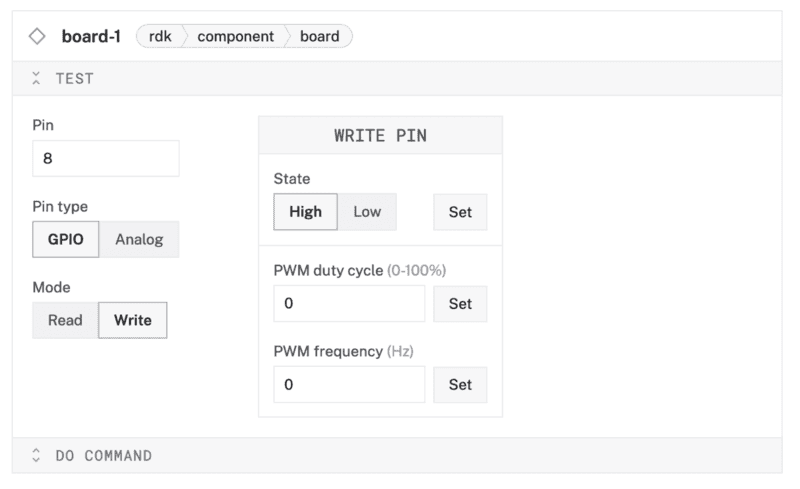 board-1 rdk component board
TEST
Pin
8
Pin type
GPIO Analog
Mode
Read Write
WRITE PIN
State
High Low Set
PWM duty cycle (0-100%)
0 Set
PWM frequency (Hz)
0 Set
DO COMMAND